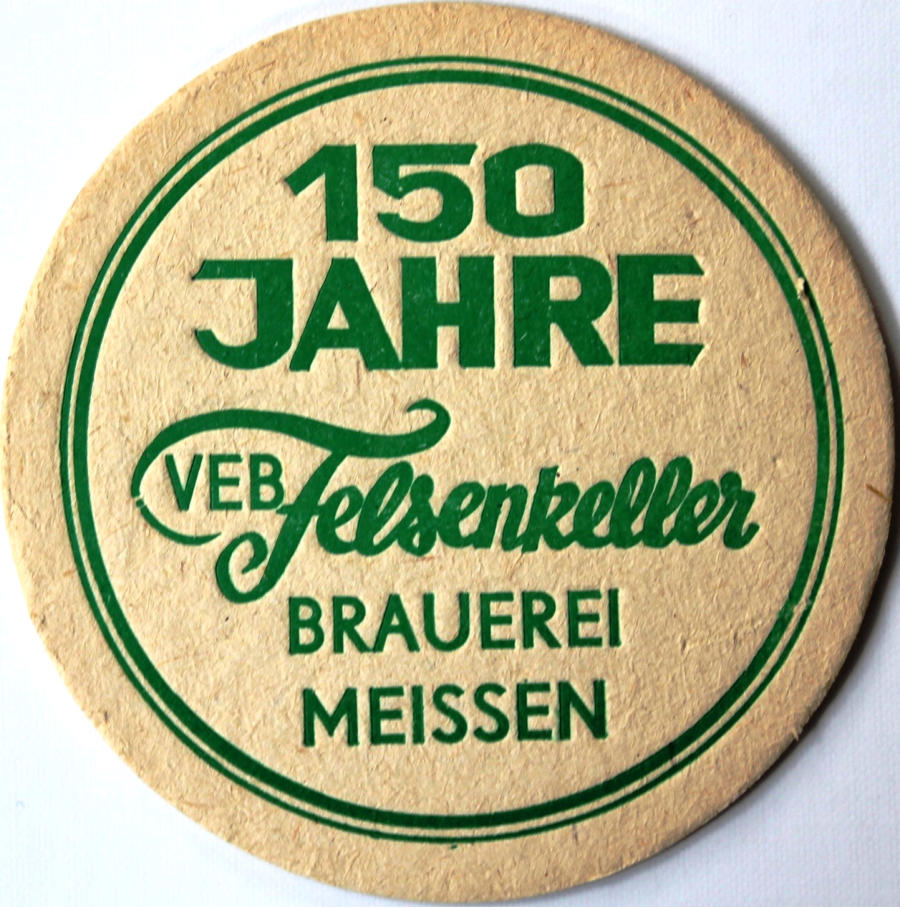 150
JAHRE
VEB Felsenkeller
BRAUEREI
MEISSEN